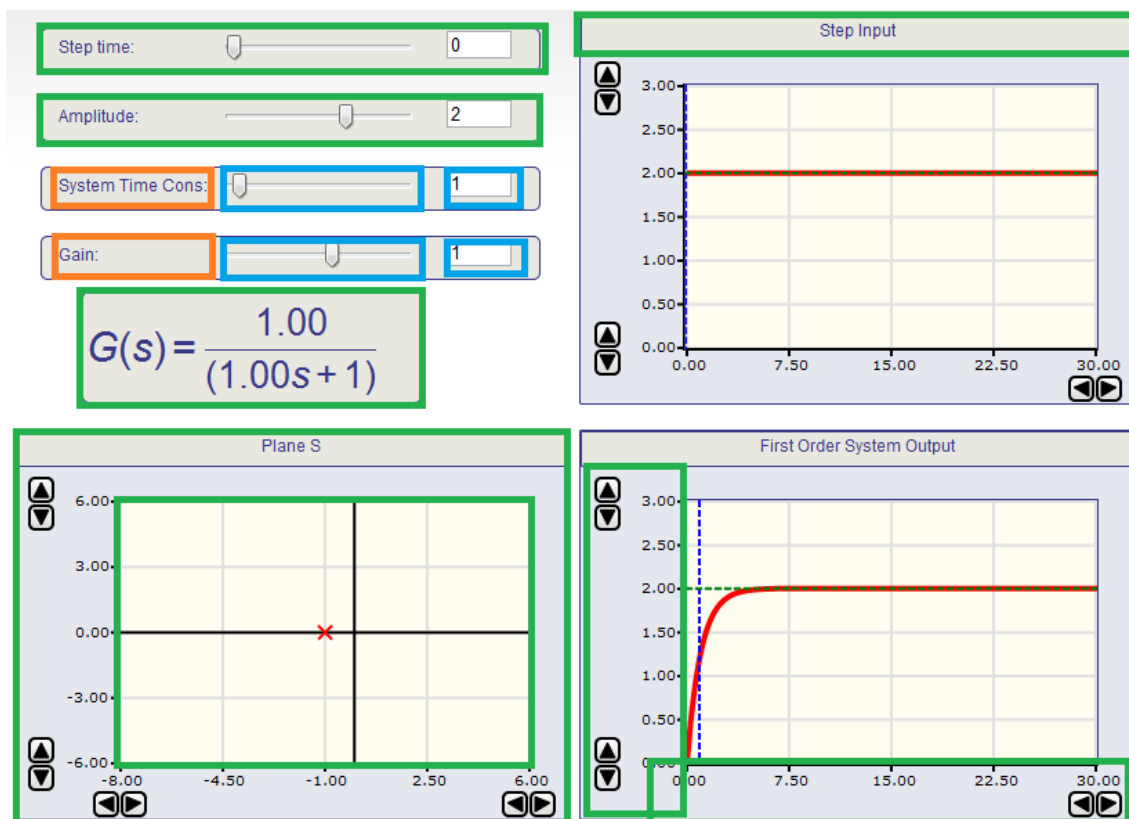 Step time: 0
Amplitude: 2
System Time Cons: 1
Gain: 1
G(s) = 1.00 / (1.00s + 1)
Step Input
3.00
2.50
2.00
1.50
1.00
0.50
0.00
0.00 7.50 15.00 22.50 30.00
Plane S
6.00
3.00
0.00
-3.00
-6.00
-8.00 -4.50 -1.00 2.50 6.00
First Order System Output
3.00
2.50
2.00
1.50
1.00
0.50
0.00
0.00 7.50 15.00 22.50 30.00